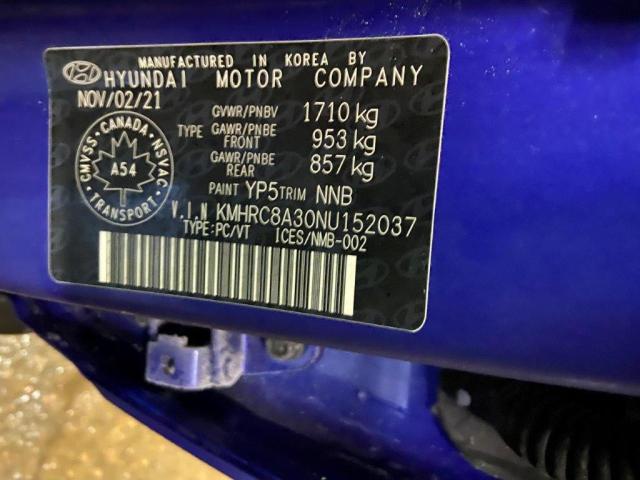 MANUFACTURED IN KOREA BY
HYUNDAI MOTOR COMPANY
NOV/02/21
GVWR/PNBV 1710 kg
TYPE GAWR/PNBE FRONT 953 kg
GAWR/PNBE REAR 857 kg
PAINT YP5 TRIM NNB
V.I.N KMHRC8A30NU152037
TYPE:PC/VT ICES/NMB-002
CMVSS · CANADA · NSVAC
A54
TRANSPORT